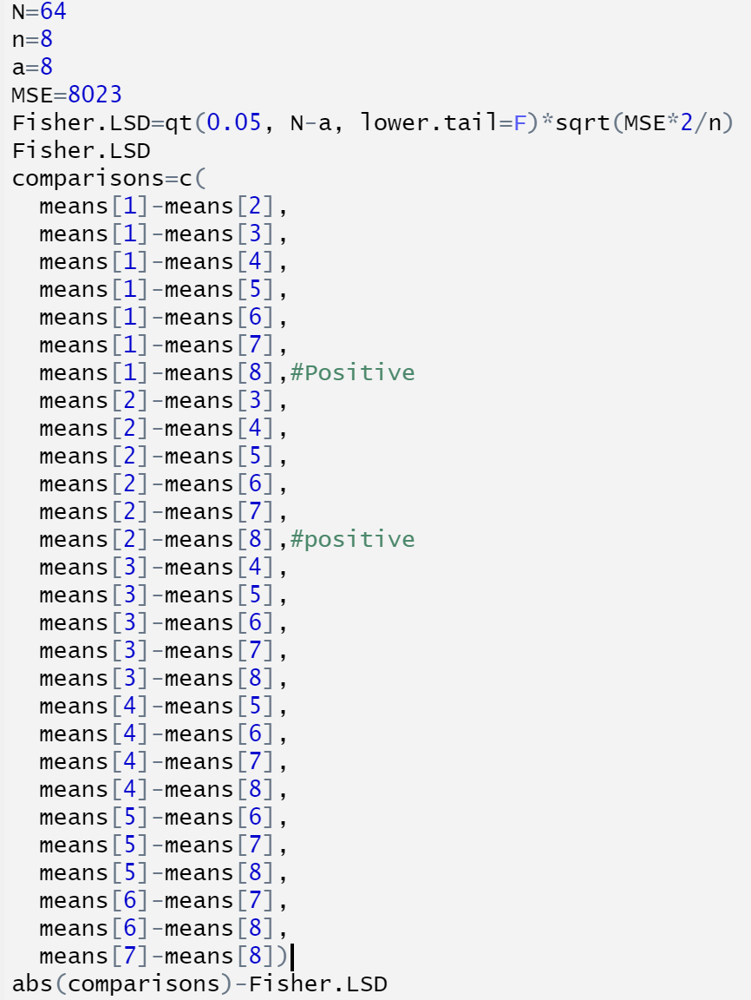 N=64
n=8
a=8
MSE=8023
Fisher.LSD=qt(0.05, N-a, lower.tail=F)*sqrt(MSE*2/n)
Fisher.LSD
comparisons=c(
  means[1]-means[2],
  means[1]-means[3],
  means[1]-means[4],
  means[1]-means[5],
  means[1]-means[6],
  means[1]-means[7],
  means[1]-means[8],#Positive
  means[2]-means[3],
  means[2]-means[4],
  means[2]-means[5],
  means[2]-means[6],
  means[2]-means[7],
  means[2]-means[8],#positive
  means[3]-means[4],
  means[3]-means[5],
  means[3]-means[6],
  means[3]-means[7],
  means[3]-means[8],
  means[4]-means[5],
  means[4]-means[6],
  means[4]-means[7],
  means[4]-means[8],
  means[5]-means[6],
  means[5]-means[7],
  means[5]-means[8],
  means[6]-means[7],
  means[6]-means[8],
  means[7]-means[8])
abs(comparisons)-Fisher.LSD